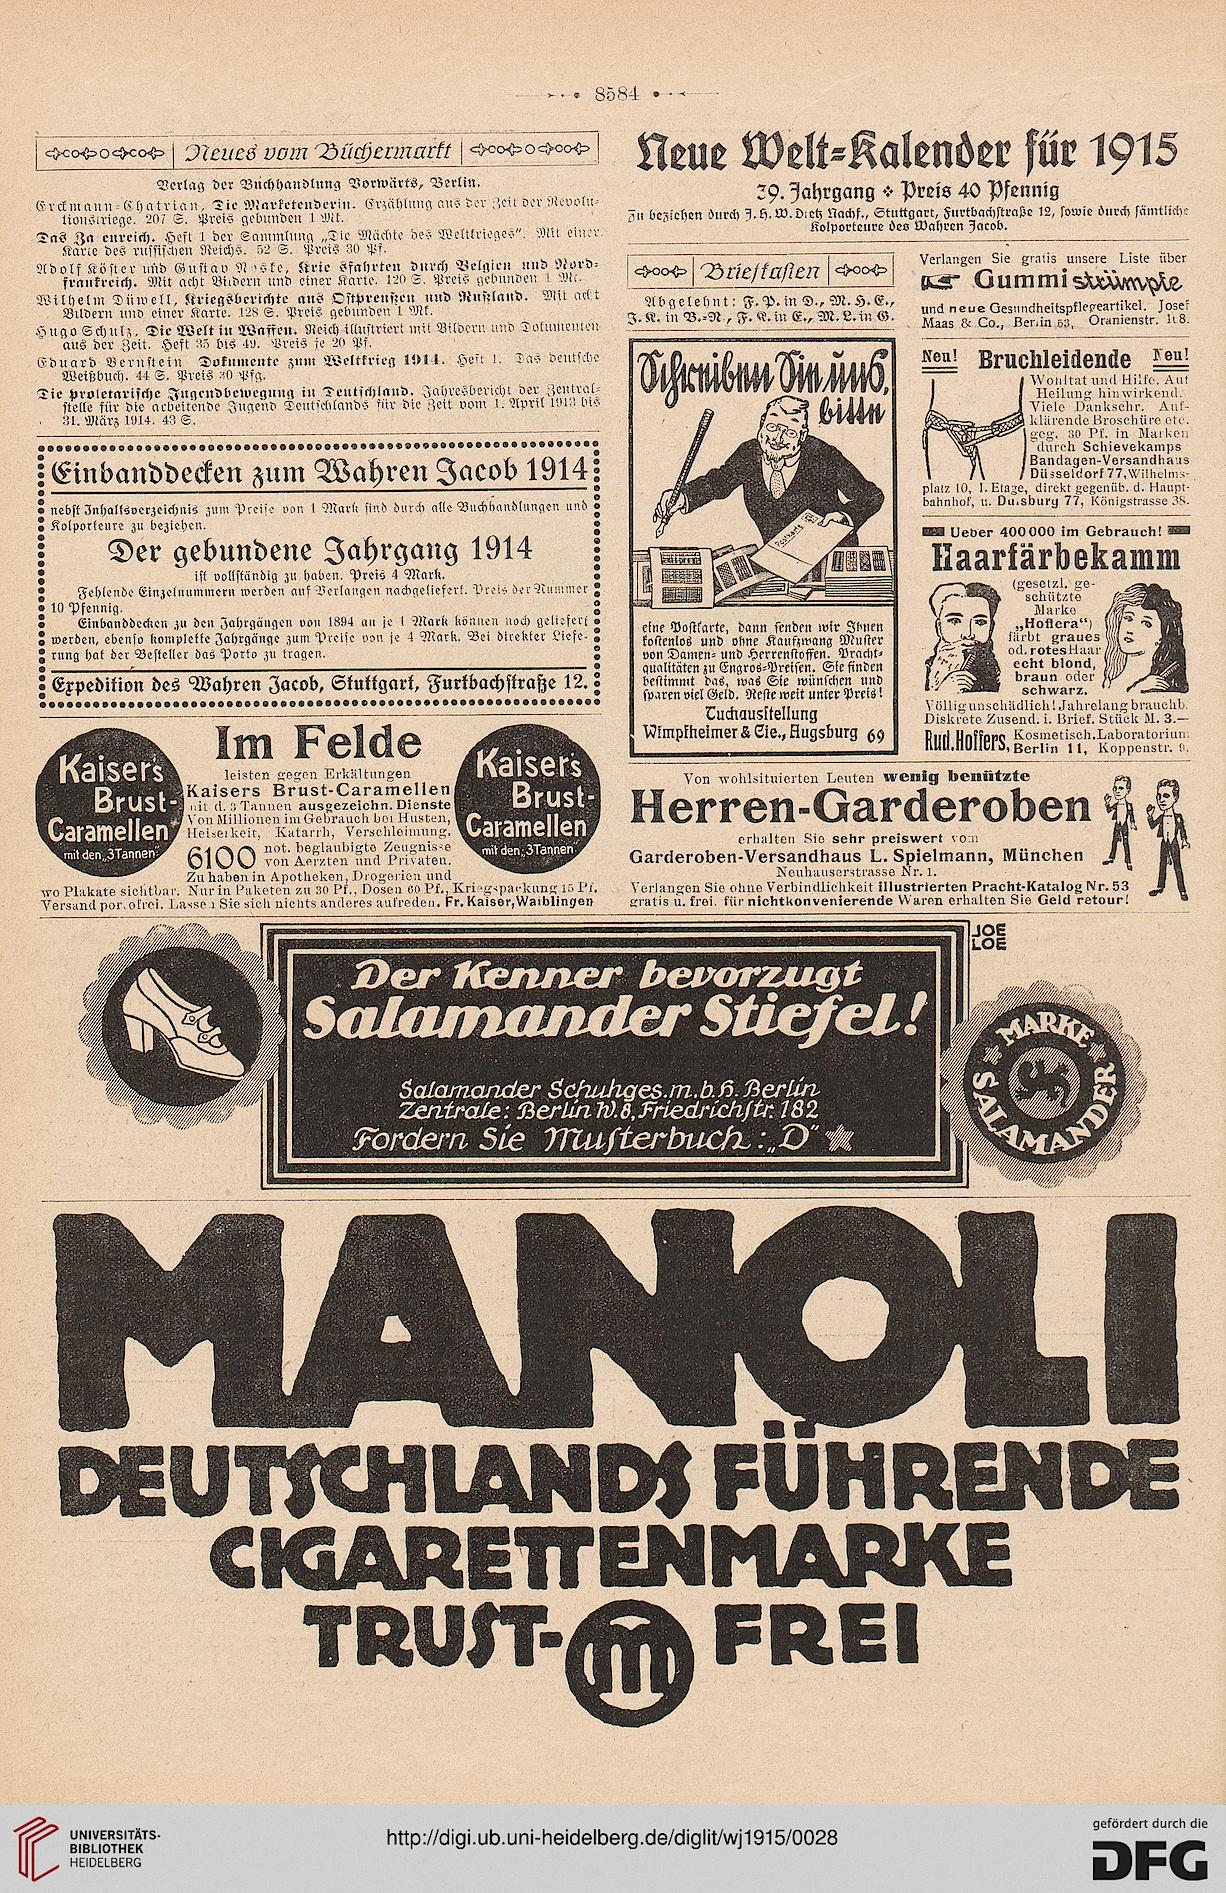 8584
Neues vom Büchermarkt
Verlag der Buchhandlung Vorwärts, Berlin.
Erckmann-Chatrian, Die Marketenderin. Erzählung aus der Zeit der Revolu-
tionskriege. 207 S. Preis gebunden 1 Mk.
Das Zarenreich. Heft 1 der Sammlung „Die Mächte des Weltkrieges“. Mit einer
Karte des russischen Reichs. 52 S. Preis 30 Pf.
Adolf Köster und Gustav Noske, Kriegsfahrten durch Belgien und Nord-
frankreich. Mit acht Bildern und einer Karte. 120 S. Preis gebunden 1 Mk.
Wilhelm Düwell, Kriegsberichte aus Ostpreußen und Rußland. Mit acht
Bildern und einer Karte. 128 S. Preis gebunden 1 Mk.
Hugo Schulz, Die Welt in Waffen. Reich illustriert mit Bildern und Dokumenten
aus der Zeit. Heft 35 bis 49. Preis je 20 Pf.
Eduard Bernstein Dokumente zum Weltkrieg 1914. Heft 1. Das deutsche
Weißbuch. 44 S. Preis 30 Pfg.
Die proletarische Jugendbewegung in Deutschland. Jahresbericht der Zentral-
stelle für die arbeitende Jugend Deutschlands für die Zeit vom 1. April 1913 bis
31. März 1914. 43 S.
Einbanddecken zum Wahren Jacob 1914
nebst Inhaltsverzeichnis zum Preise von 1 Mark sind durch alle Buchhandlungen und
Kolporteure zu beziehen.
Der gebundene Jahrgang 1914
ist vollständig zu haben. Preis 4 Mark.
Fehlende Einzelnummern werden auf Verlangen nachgeliefert. Preis der Nummer
10 Pfennig.
Einbanddecken zu den Jahrgängen von 1894 an je 1 Mark können noch geliefert
werden, ebenso komplette Jahrgänge zum Preise von je 4 Mark. Bei direkter Liefe-
rung hat der Besteller das Porto zu tragen.
Expedition des Wahren Jacob, Stuttgart, Furtbachstraße 12.
Kaiser's
Brust-
Caramellen
mit den „3 Tannen“
Im Felde
leisten gegen Erkältungen
Kaisers Brust-Caramellen
mit d. 3 Tannen ausgezeichn. Dienste
Von Millionen im Gebrauch bei Husten,
Heiserkeit, Katarrh, Verschleimung,
6100 not. beglaubigte Zeugnisse
von Aerzten und Privaten.
Zu haben in Apotheken, Drogerien und
wo Plakate sichtbar. Nur in Paketen zu 30 Pf., Dosen 60 Pf., Kriegspackung 15 Pf.
Versand portofrei. Lassen Sie sich nichts anderes aufreden. Fr. Kaiser, Waiblingen
Kaiser's
Brust-
Caramellen
mit den „3 Tannen“
Neue Welt-Kalender für 1915
39. Jahrgang Preis 40 Pfennig
Zu beziehen durch J. H. W. Dietz Nachf., Stuttgart, Furtbachstraße 12, sowie durch sämtliche
Kolporteure des Wahren Jacob.
Briefkasten
Abgelehnt: F. P. in D., M. H. E.,
J. K. in B.-N., F. K. in E., M. L. in G.
Schreiben Sie uns,
bitte
Postkarte
eine Postkarte, dann senden wir Ihnen
kostenlos und ohne Kaufzwang Muster
von Damen- und Herrenstoffen. Pracht-
qualitäten zu Engros-Preisen. Sie finden
bestimmt das, was Sie wünschen und
sparen viel Geld. Reste weit unter Preis!
Tuchausstellung
Wimpfheimer & Cie., Augsburg 69
Verlangen Sie gratis unsere Liste über
Gummistrümpfe
und neue Gesundheitspflegeartikel. Josef
Maas & Co., Berlin 53, Oranienstr. 108.
Neu! Bruchleidende Neu!
Wohltat und Hilfe. Auf
Heilung hinwirkend.
Viele Dankschr. Auf-
klärende Broschüre etc.
geg. 30 Pf. in Marken
durch Schievekamps
Bandagen-Versandhaus
Düsseldorf 77, Wilhelms-
platz 10, 1. Etage, direkt gegenüb. d. Haupt-
bahnhof, u. Duisburg 77, Königstrasse 38.
Ueber 400000 im Gebrauch!
Haarfärbekamm
(gesetzl. ge-
schützte
Marke
„Hoffera“)
färbt graues
od. rotes Haar
echt blond,
braun oder
schwarz.
Völlig unschädlich! Jahrelang brauchb.
Diskrete Zusend. i. Brief. Stück M. 3.—
Rud. Hoffers, Kosmetisch. Laboratorium
Berlin 11, Koppenstr. 9.
Von wohlsituierten Leuten wenig benützte
Herren-Garderoben
erhalten Sie sehr preiswert vom
Garderoben-Versandhaus L. Spielmann, München
Neuhauserstrasse Nr. 1.
Verlangen Sie ohne Verbindlichkeit illustrierten Pracht-Katalog Nr. 53
gratis u. frei. für nichtkonvenierende Waren erhalten Sie Geld retour!
JOE
LOE
Der Kenner bevorzugt
Salamander Stiefel!
Salamander Schuhges.m.b.H. Berlin
Zentrale: Berlin W.8, Friedrichstr. 182
Fordern Sie Musterbuch: „D“
MARKE
SALAMANDER
MANOLI
DEUTSCHLANDS FÜHRENDE
CIGARETTENMARKE
TRUST- M FREI
UNIVERSITÄTS-
BIBLIOTHEK
HEIDELBERG
http://digi.ub.uni-heidelberg.de/diglit/wj1915/0028
gefördert durch die
DFG